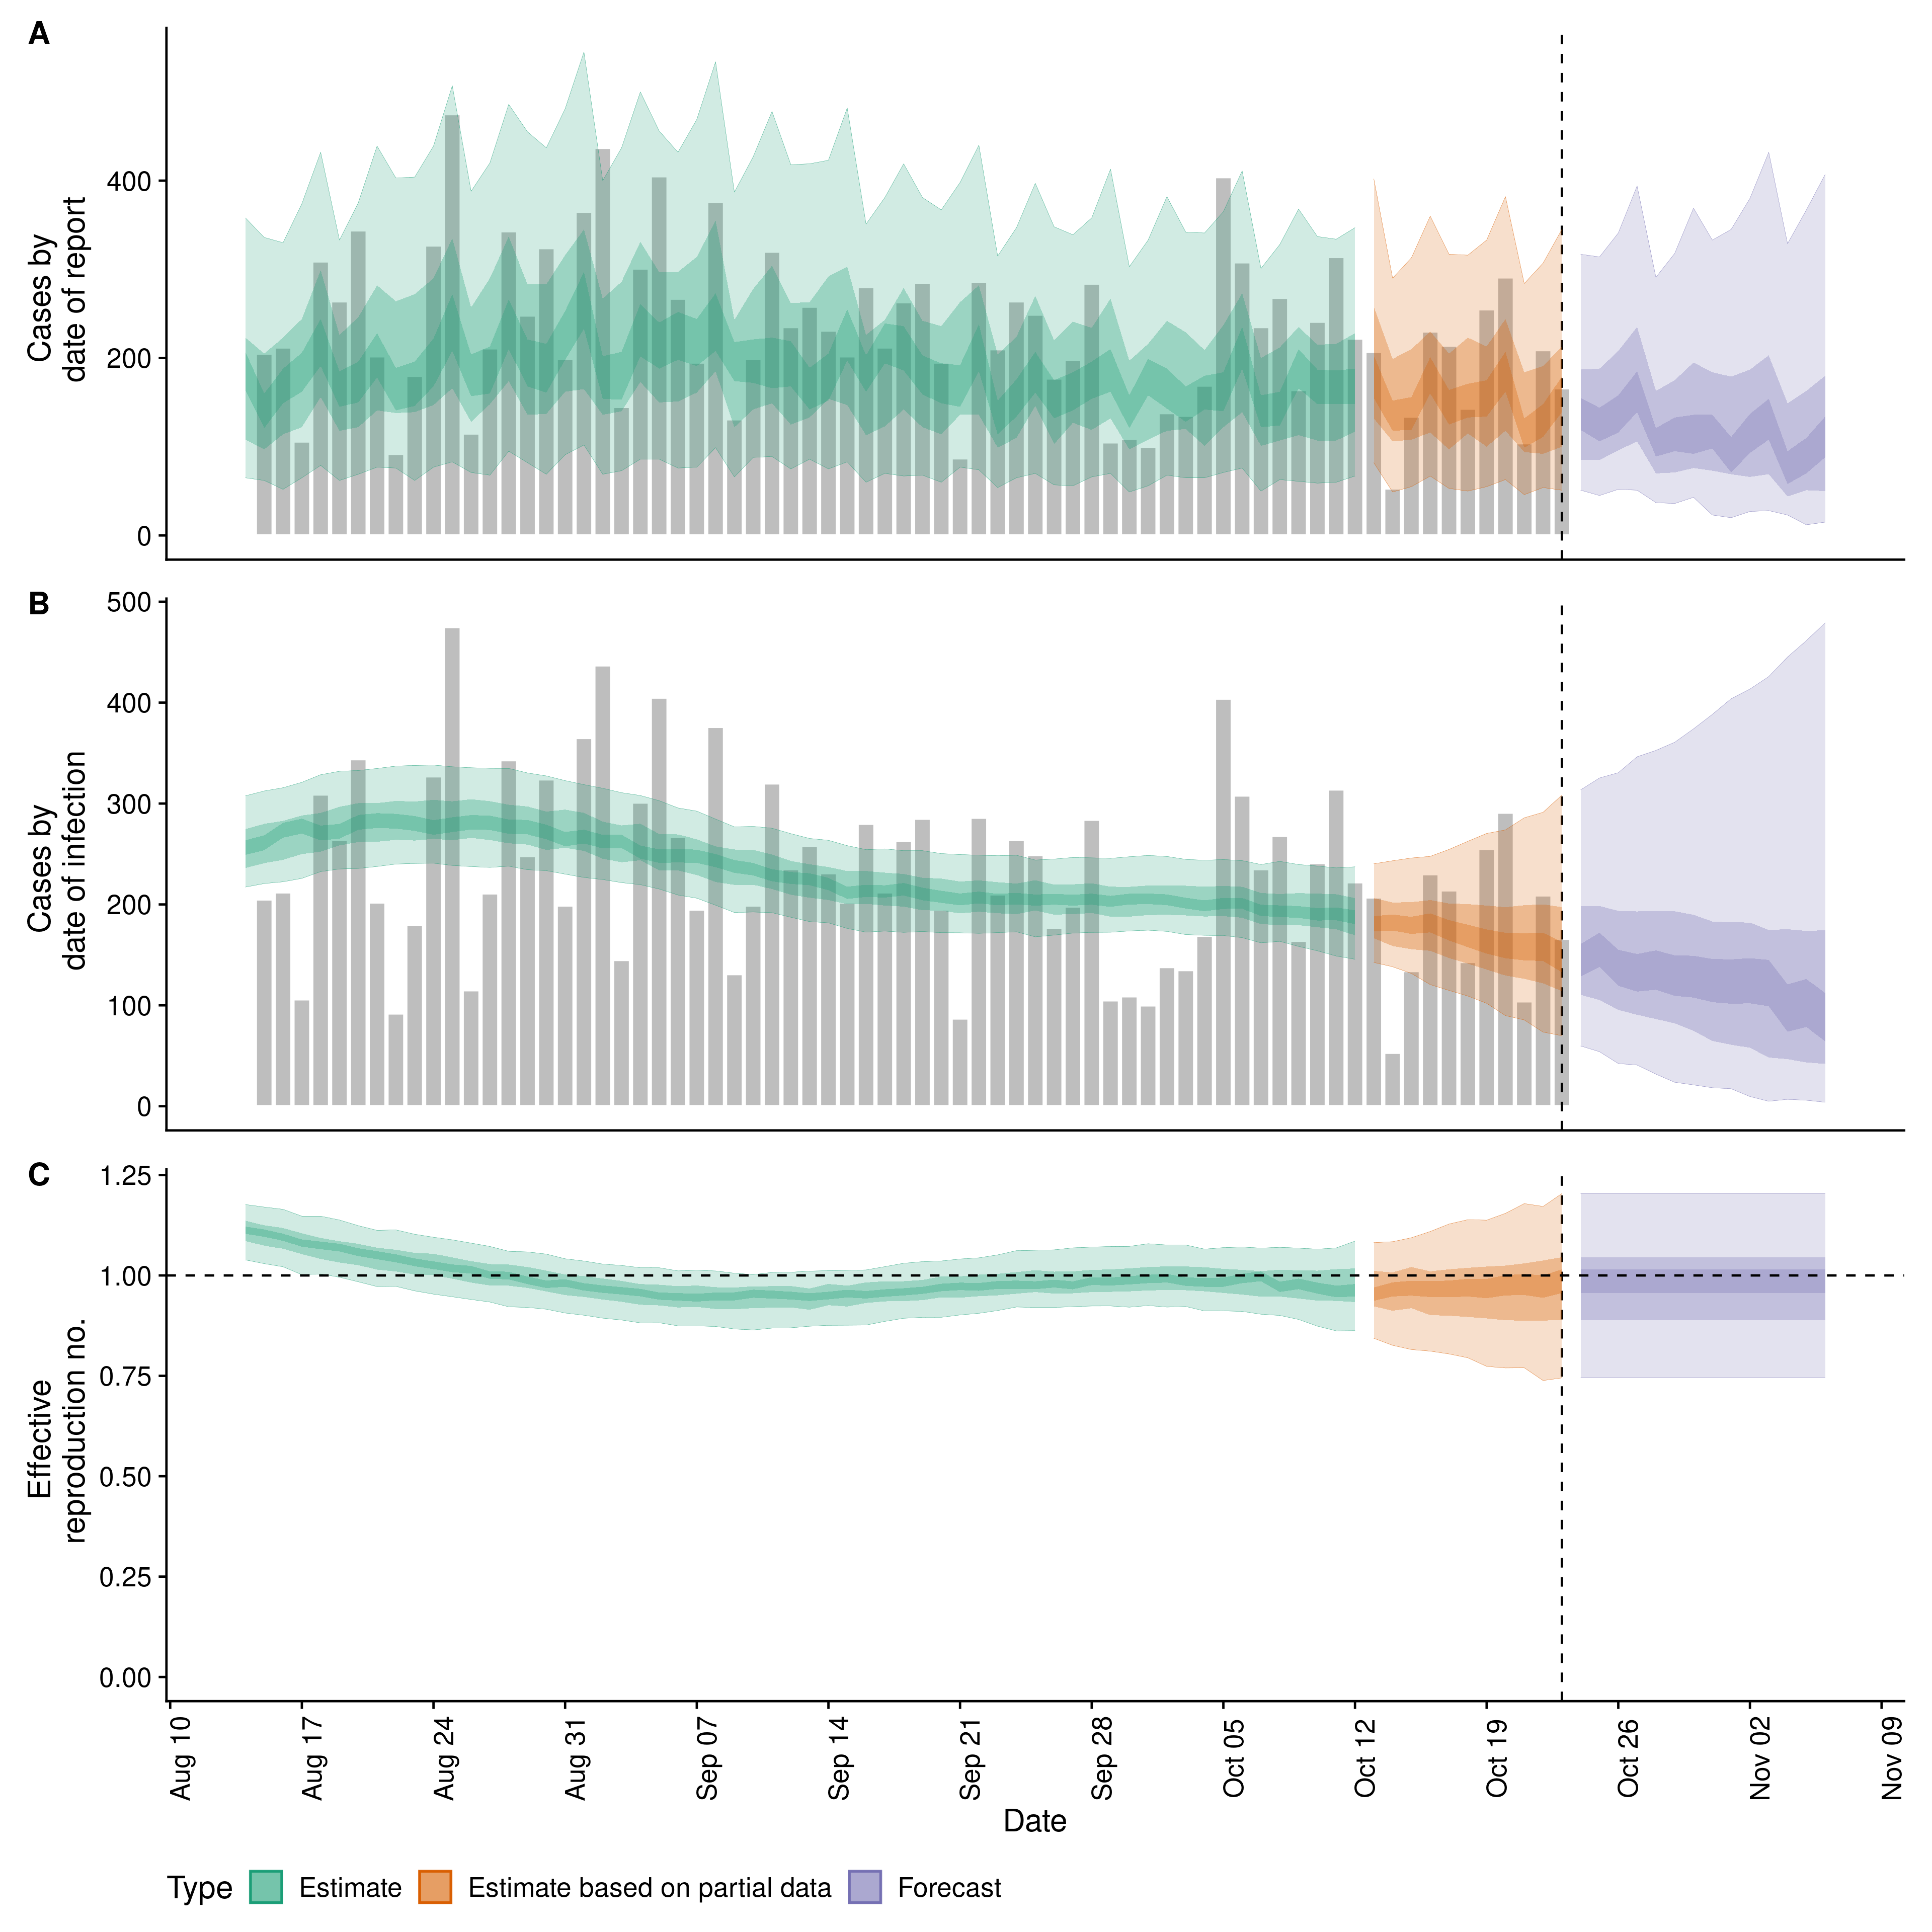 A
Cases by
date of report
400
200
0
B
Cases by
date of infection
500
400
300
200
100
0
C
Effective
reproduction no.
1.25
1.00
0.75
0.50
0.25
0.00
Aug 10
Aug 17
Aug 24
Aug 31
Sep 07
Sep 14
Sep 21
Sep 28
Oct 05
Oct 12
Oct 19
Oct 26
Nov 02
Nov 09
Date
Type Estimate Estimate based on partial data Forecast